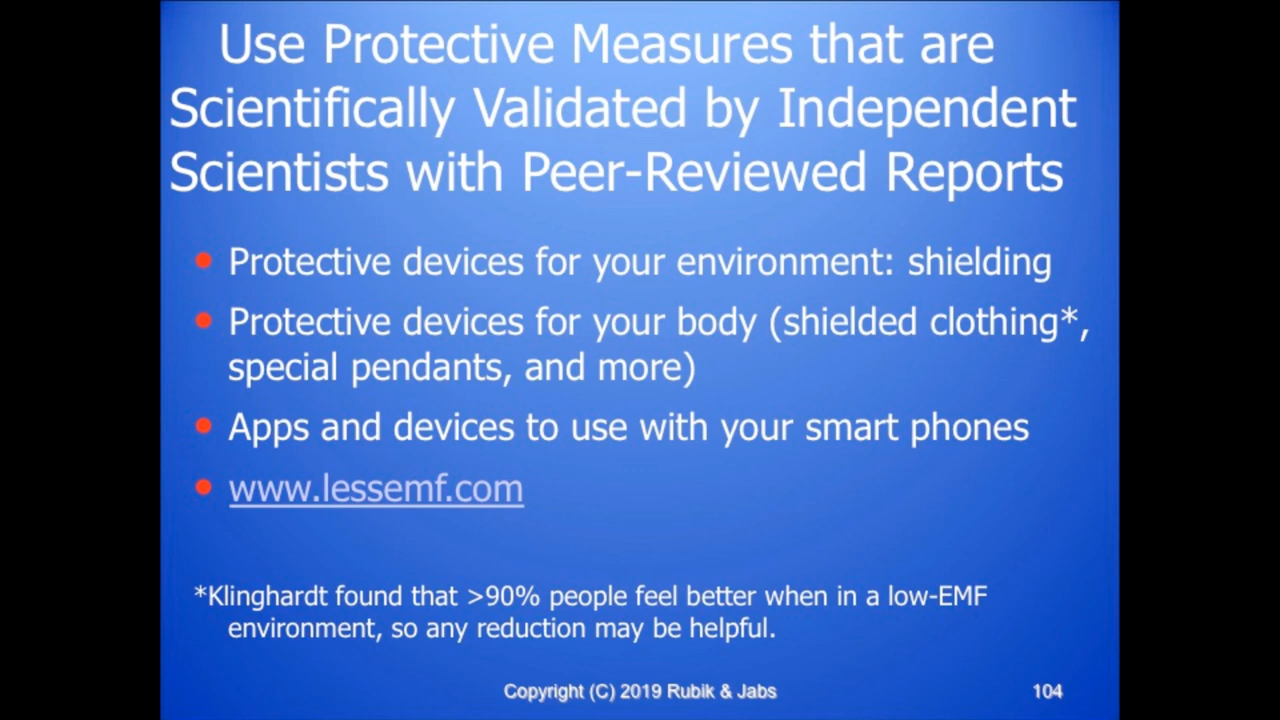 Use Protective Measures that are
Scientifically Validated by Independent
Scientists with Peer-Reviewed Reports
• Protective devices for your environment: shielding
• Protective devices for your body (shielded clothing*,
special pendants, and more)
• Apps and devices to use with your smart phones
• www.lessemf.com
*Klinghardt found that >90% people feel better when in a low-EMF
environment, so any reduction may be helpful.
Copyright (C) 2019 Rubik & Jabs
104